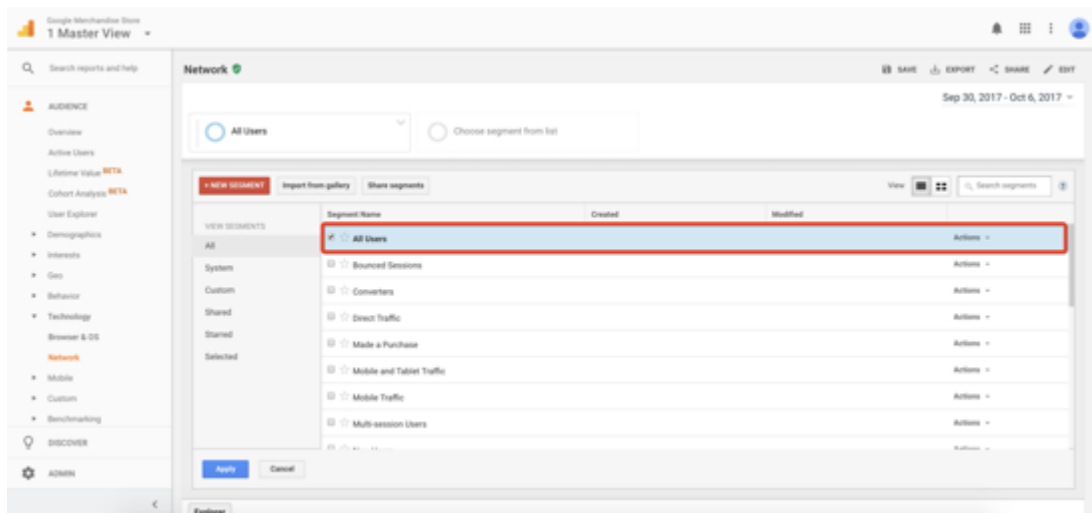 Google Merchandise Store
1 Master View
Search reports and help
AUDIENCE
Overview
Active Users
Lifetime Value BETA
Cohort Analysis BETA
User Explorer
Demographics
Interests
Geo
Behavior
Technology
Browser & OS
Network
Mobile
Custom
Benchmarking
DISCOVER
ADMIN
Network
SAVE EXPORT SHARE EDIT
Sep 30, 2017 - Oct 6, 2017
All Users
Choose segment from list
+ NEW SEGMENT Import from gallery Share segments
View Search segments
VIEW SEGMENTS
All
System
Custom
Shared
Starred
Selected
Segment Name Created Modified
All Users Actions
Bounced Sessions Actions
Converters Actions
Direct Traffic Actions
Made a Purchase Actions
Mobile and Tablet Traffic Actions
Mobile Traffic Actions
Multi-session Users Actions
Apply Cancel
Explorer